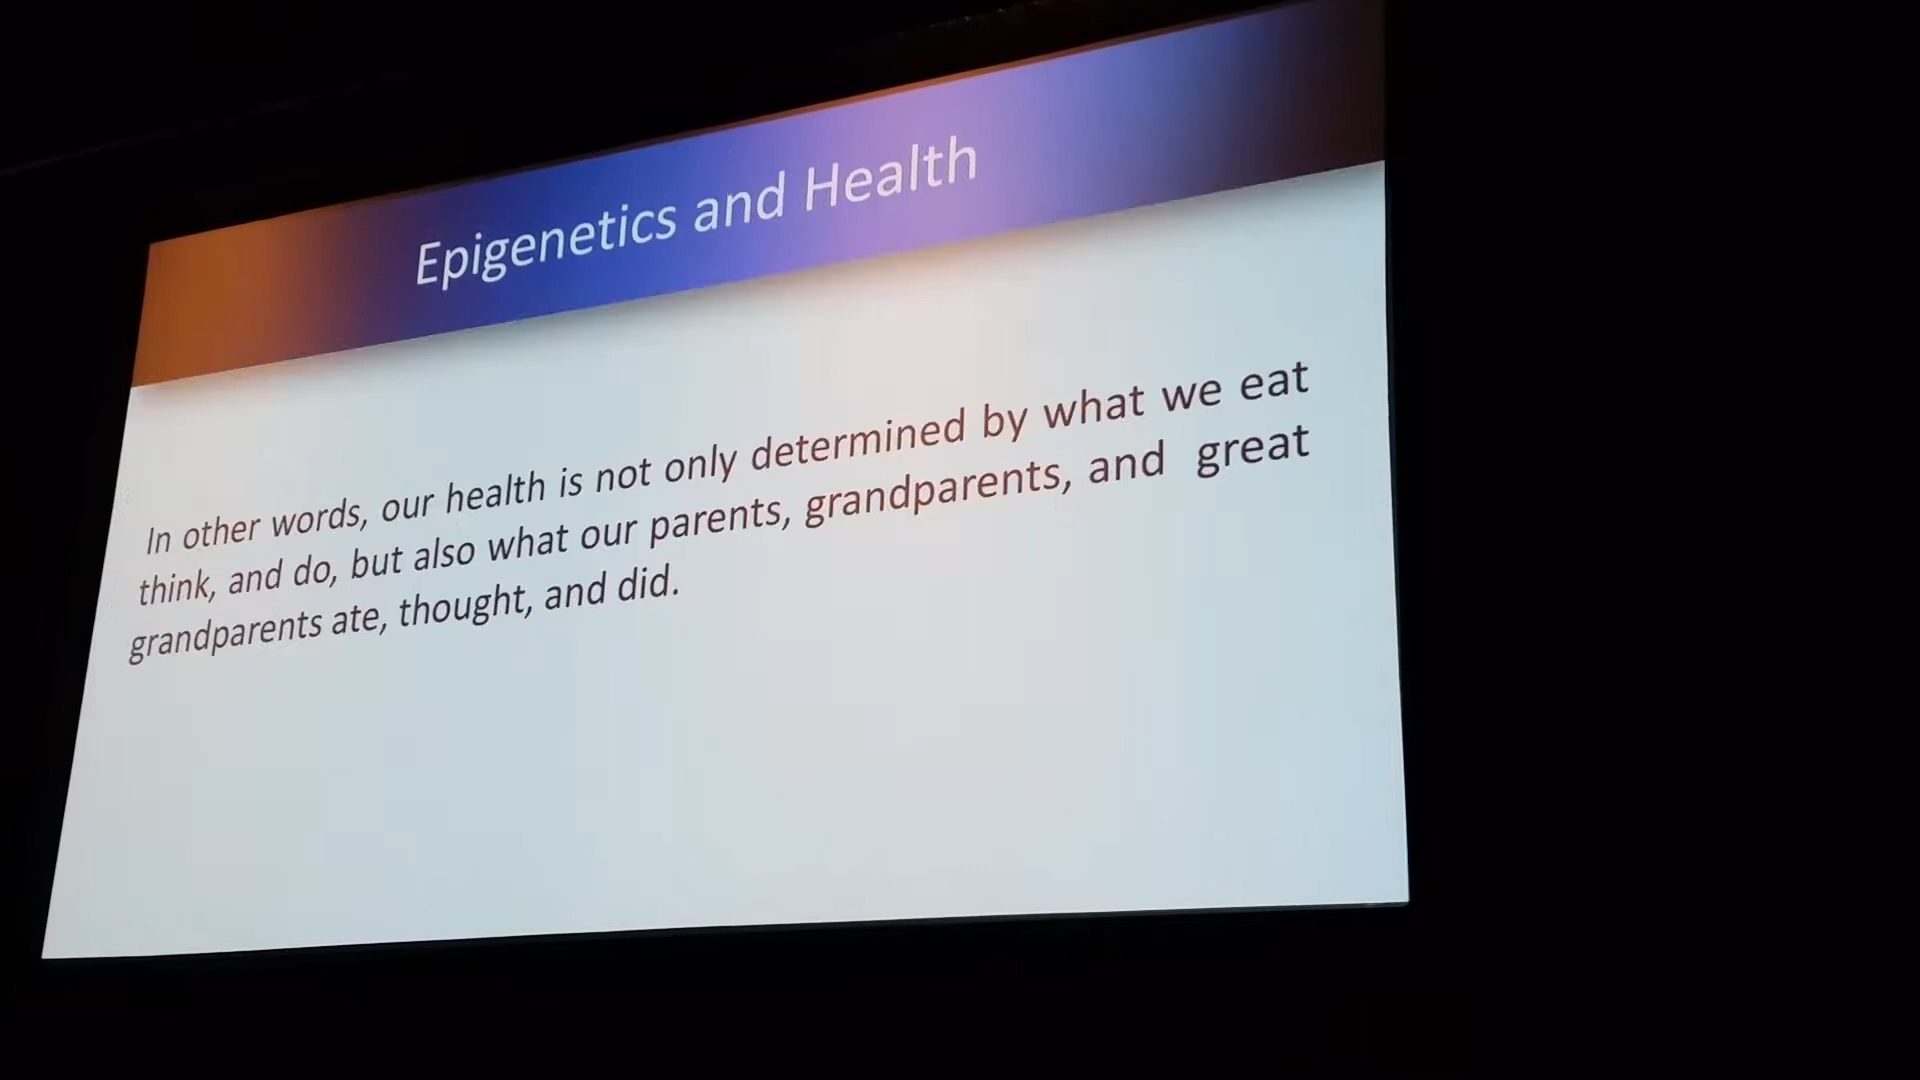 Epigenetics and Health
In other words, our health is not only determined by what we eat
think, and do, but also what our parents, grandparents, and great
grandparents ate, thought, and did.